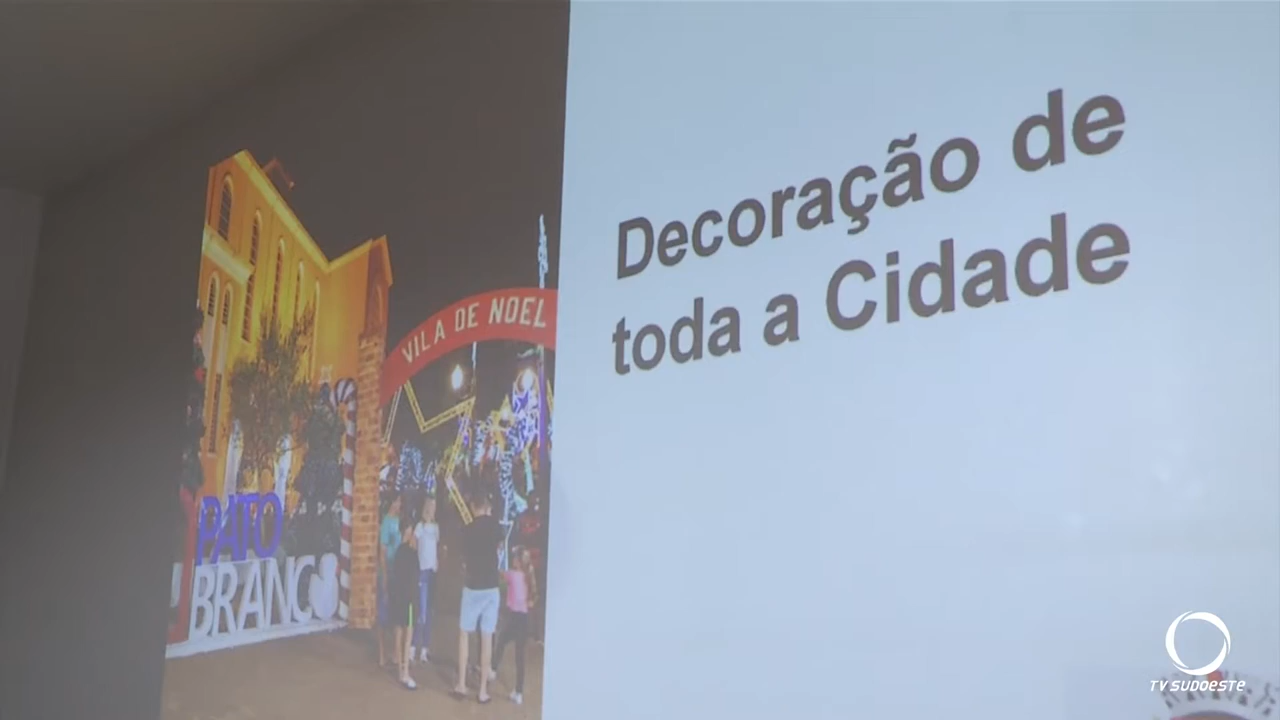 Decoração de
toda a Cidade
VILA DE NOEL
PATO
BRANCO
TV SUDOESTE